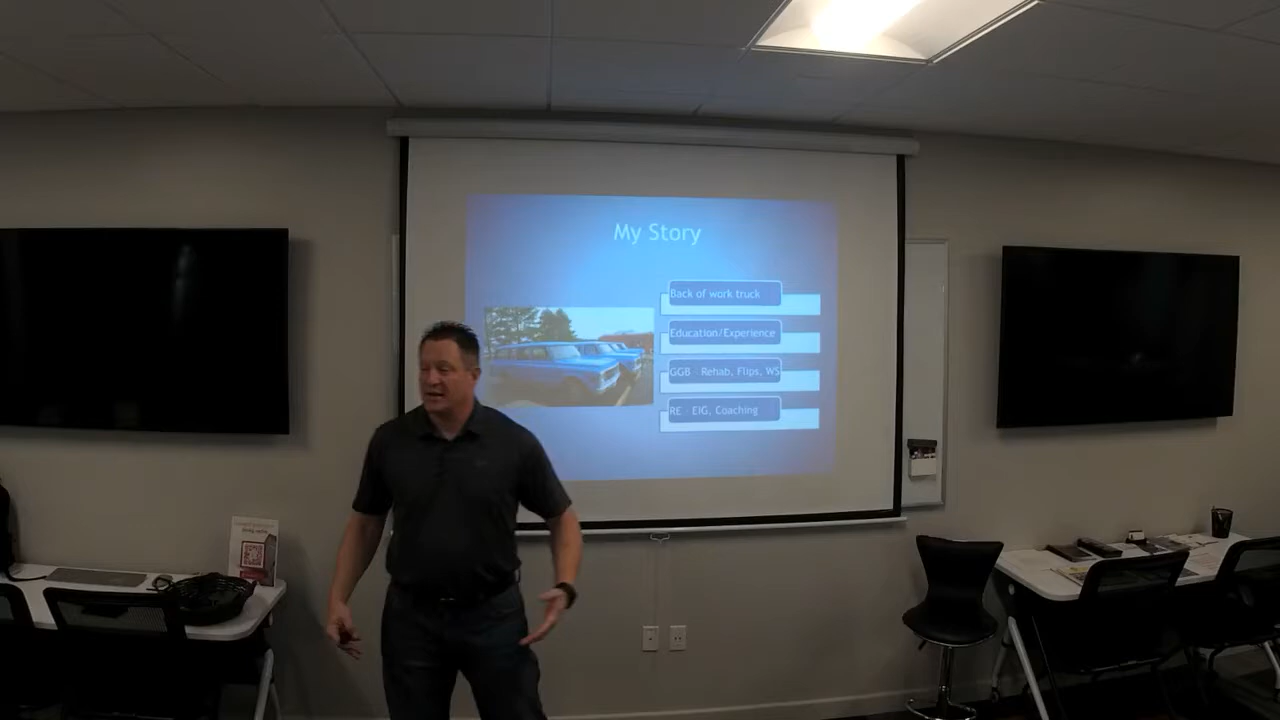 My Story
Back of work truck
Education/Experience
GGB - Rehab, Flips, WS
RE - EIG, Coaching